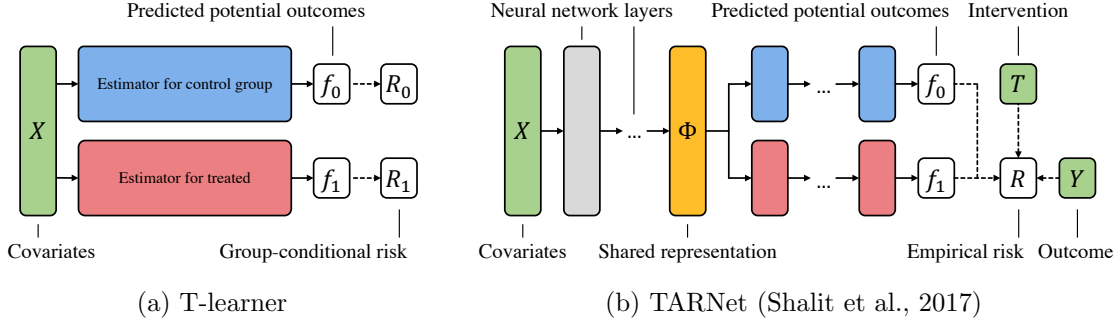 Predicted potential outcomes
X
Estimator for control group
f₀
R₀
Estimator for treated
f₁
R₁
Covariates
Group-conditional risk
(a) T-learner
Neural network layers
Predicted potential outcomes
Intervention
X
...
Φ
...
f₀
T
...
f₁
R
Y
Covariates
Shared representation
Empirical risk
Outcome
(b) TARNet (Shalit et al., 2017)